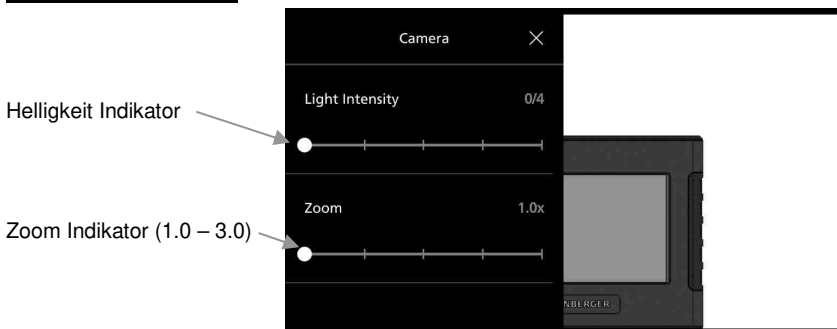 Camera
Light Intensity 0/4
Helligkeit Indikator
Zoom 1.0x
Zoom Indikator (1.0 – 3.0)
NBERGER